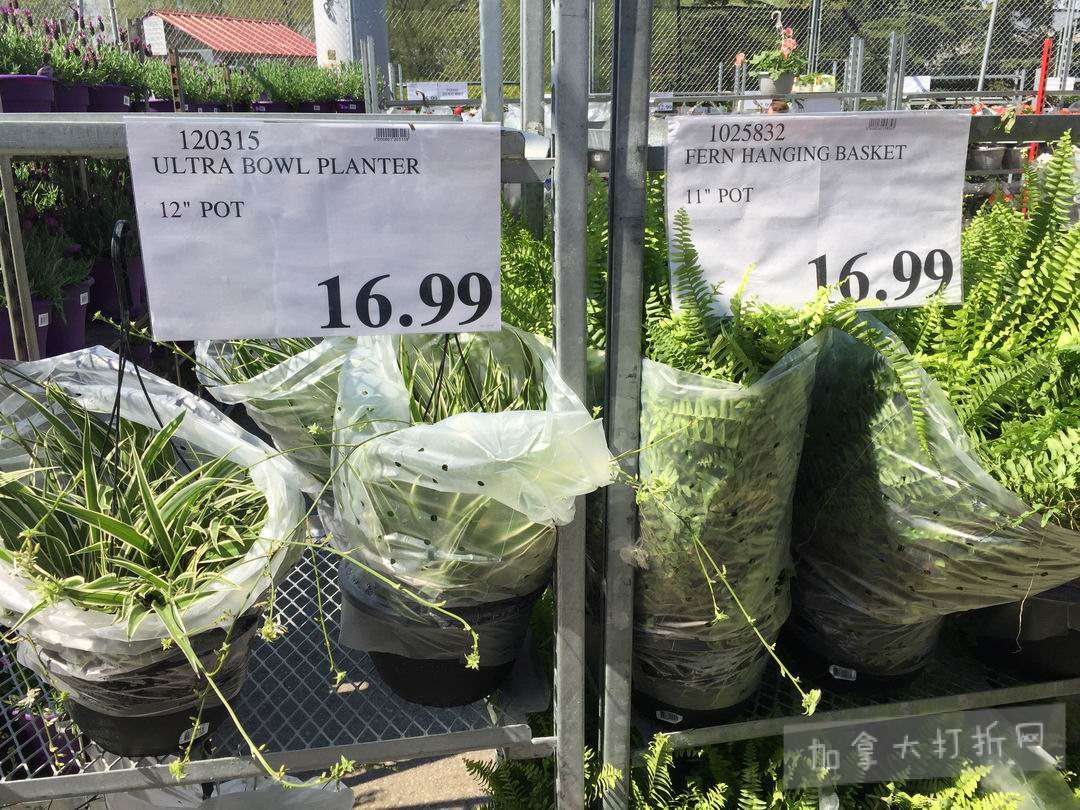 120315
ULTRA BOWL PLANTER
12" POT
16.99
1025832
FERN HANGING BASKET
11" POT
16.99
加拿大打折网